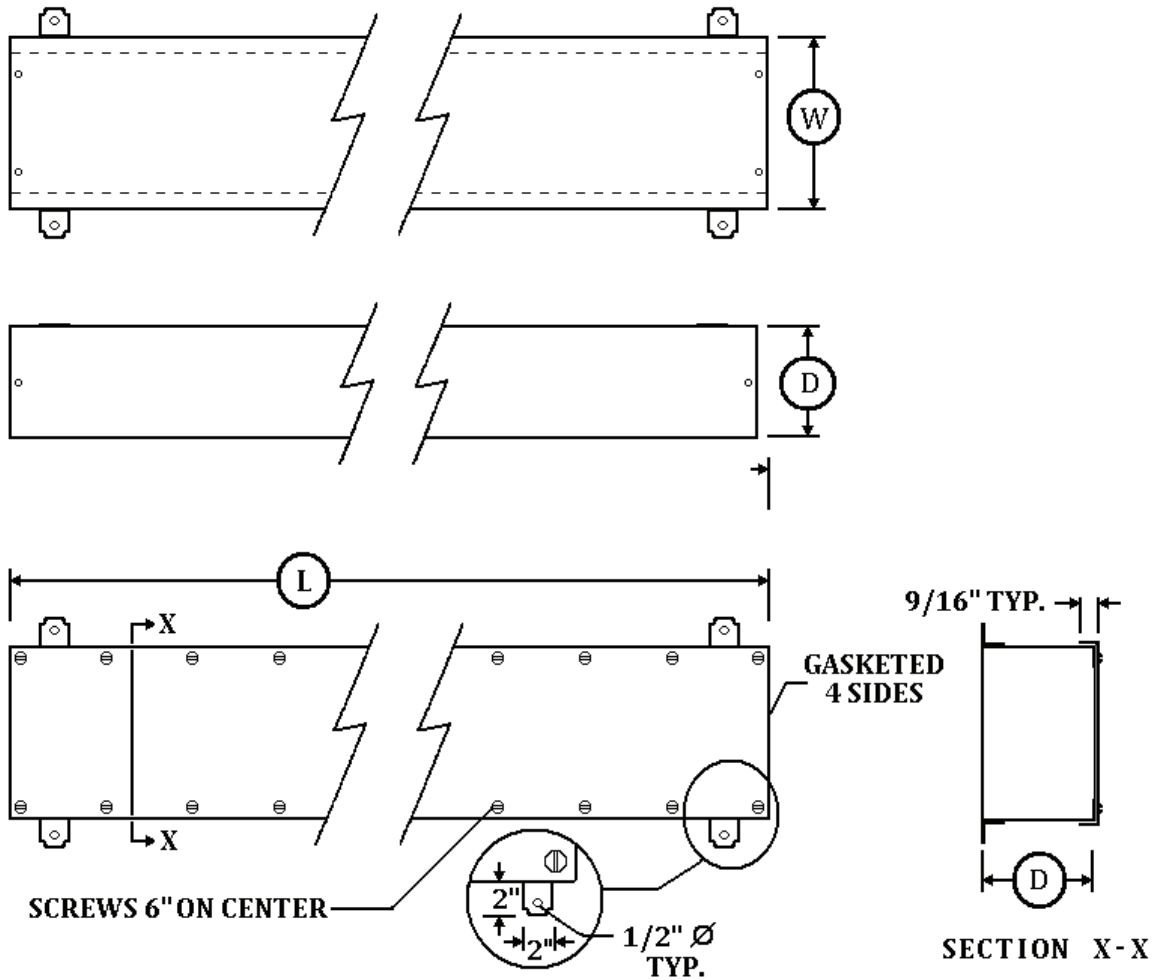 W
D
L
X
9/16" TYP.
GASKETED
4 SIDES
X
SCREWS 6" ON CENTER
2"
2"
1/2" Ø
TYP.
D
SECTION X-X